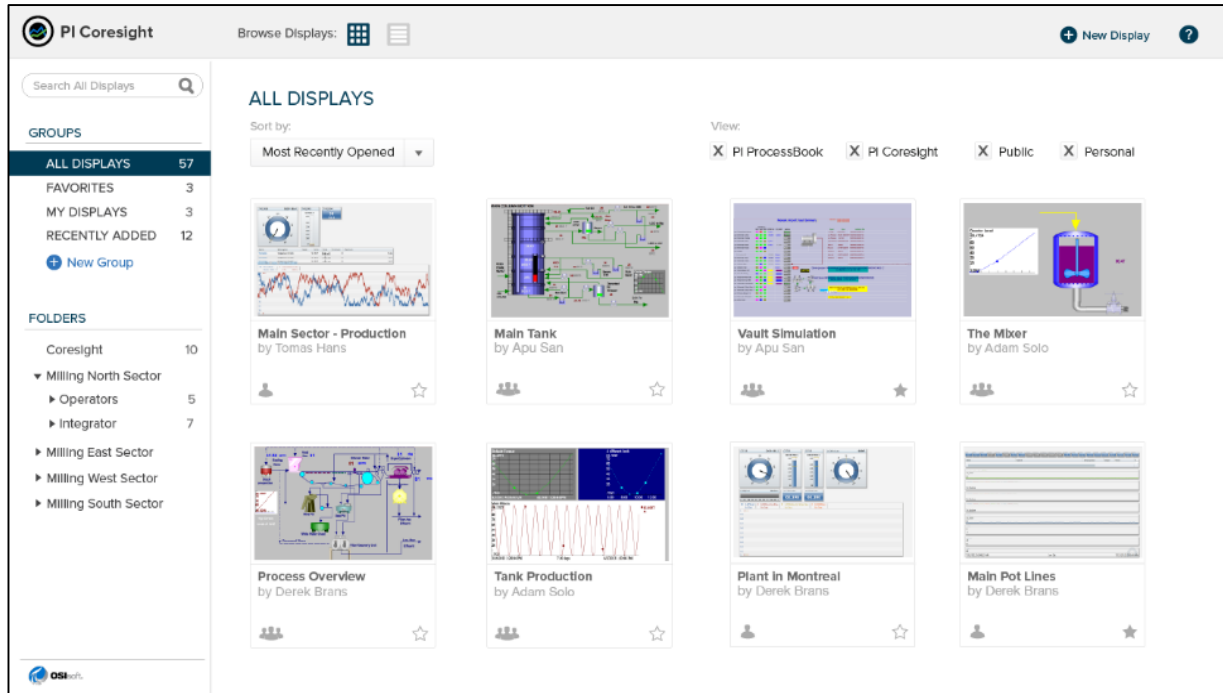 PI Coresight
Browse Displays:
New Display
?
Search All Displays
GROUPS
ALL DISPLAYS 57
FAVORITES 3
MY DISPLAYS 3
RECENTLY ADDED 12
New Group
FOLDERS
Coresight 10
Milling North Sector
Operators 5
Integrator 7
Milling East Sector
Milling West Sector
Milling South Sector
OSIsoft.
ALL DISPLAYS
Sort by:
Most Recently Opened
View:
X PI ProcessBook X PI Coresight X Public X Personal
Main Sector - Production
by Tomas Hans
Main Tank
by Apu San
Vault Simulation
by Apu San
The Mixer
by Adam Solo
Process Overview
by Derek Brans
Tank Production
by Adam Solo
Plant in Montreal
by Derek Brans
Main Pot Lines
by Derek Brans